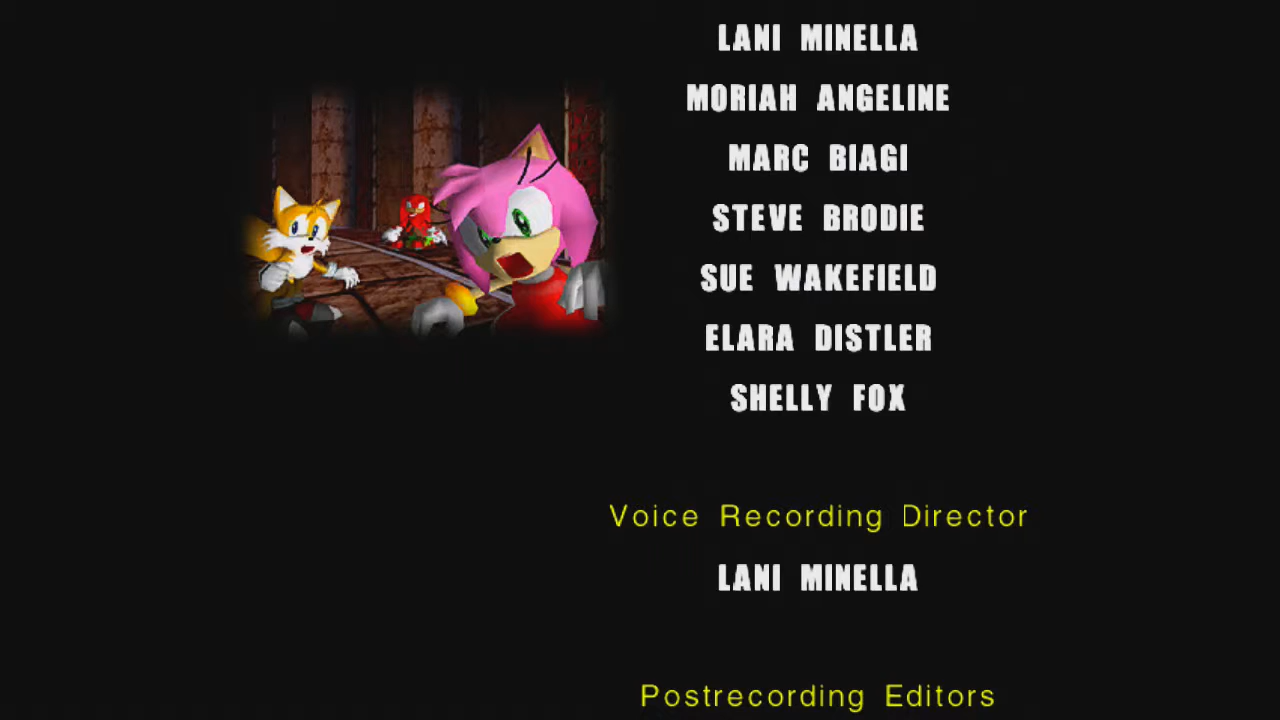 LANI MINELLA
MORIAH ANGELINE
MARC BIAGI
STEVE BRODIE
SUE WAKEFIELD
ELARA DISTLER
SHELLY FOX
Voice Recording Director
LANI MINELLA
Postrecording Editors